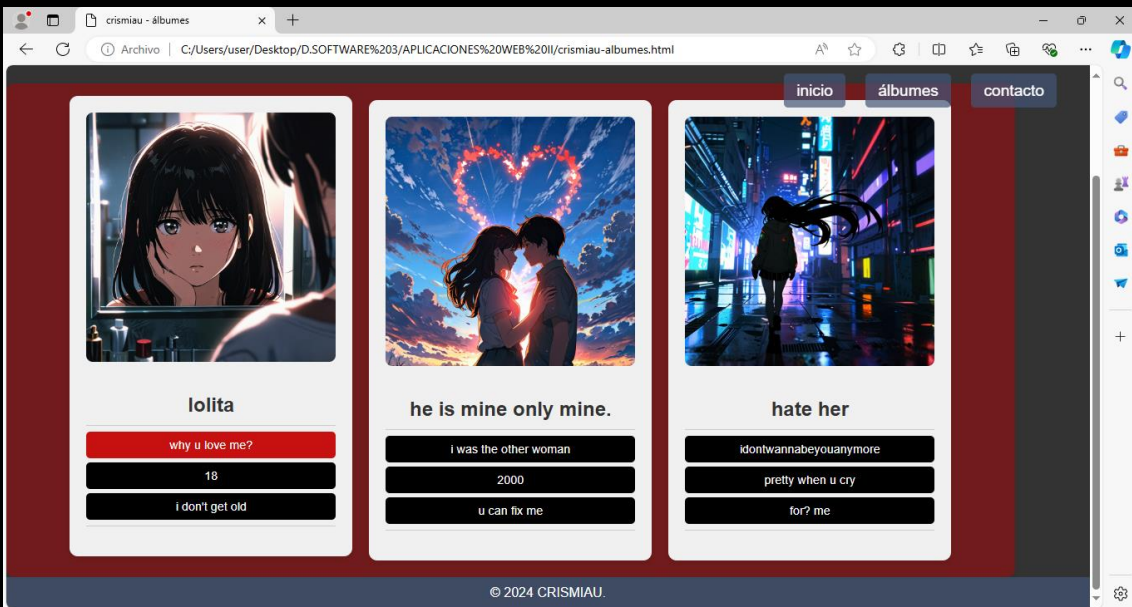 crismiau - álbumes
Archivo
C:/Users/user/Desktop/D.SOFTWARE%203/APLICACIONES%20WEB%20II/crismiau-albumes.html
inicio
álbumes
contacto
lolita
why u love me?
18
i don't get old
he is mine only mine.
i was the other woman
2000
u can fix me
hate her
idontwannabeyouanymore
pretty when u cry
for? me
© 2024 CRISMIAU.